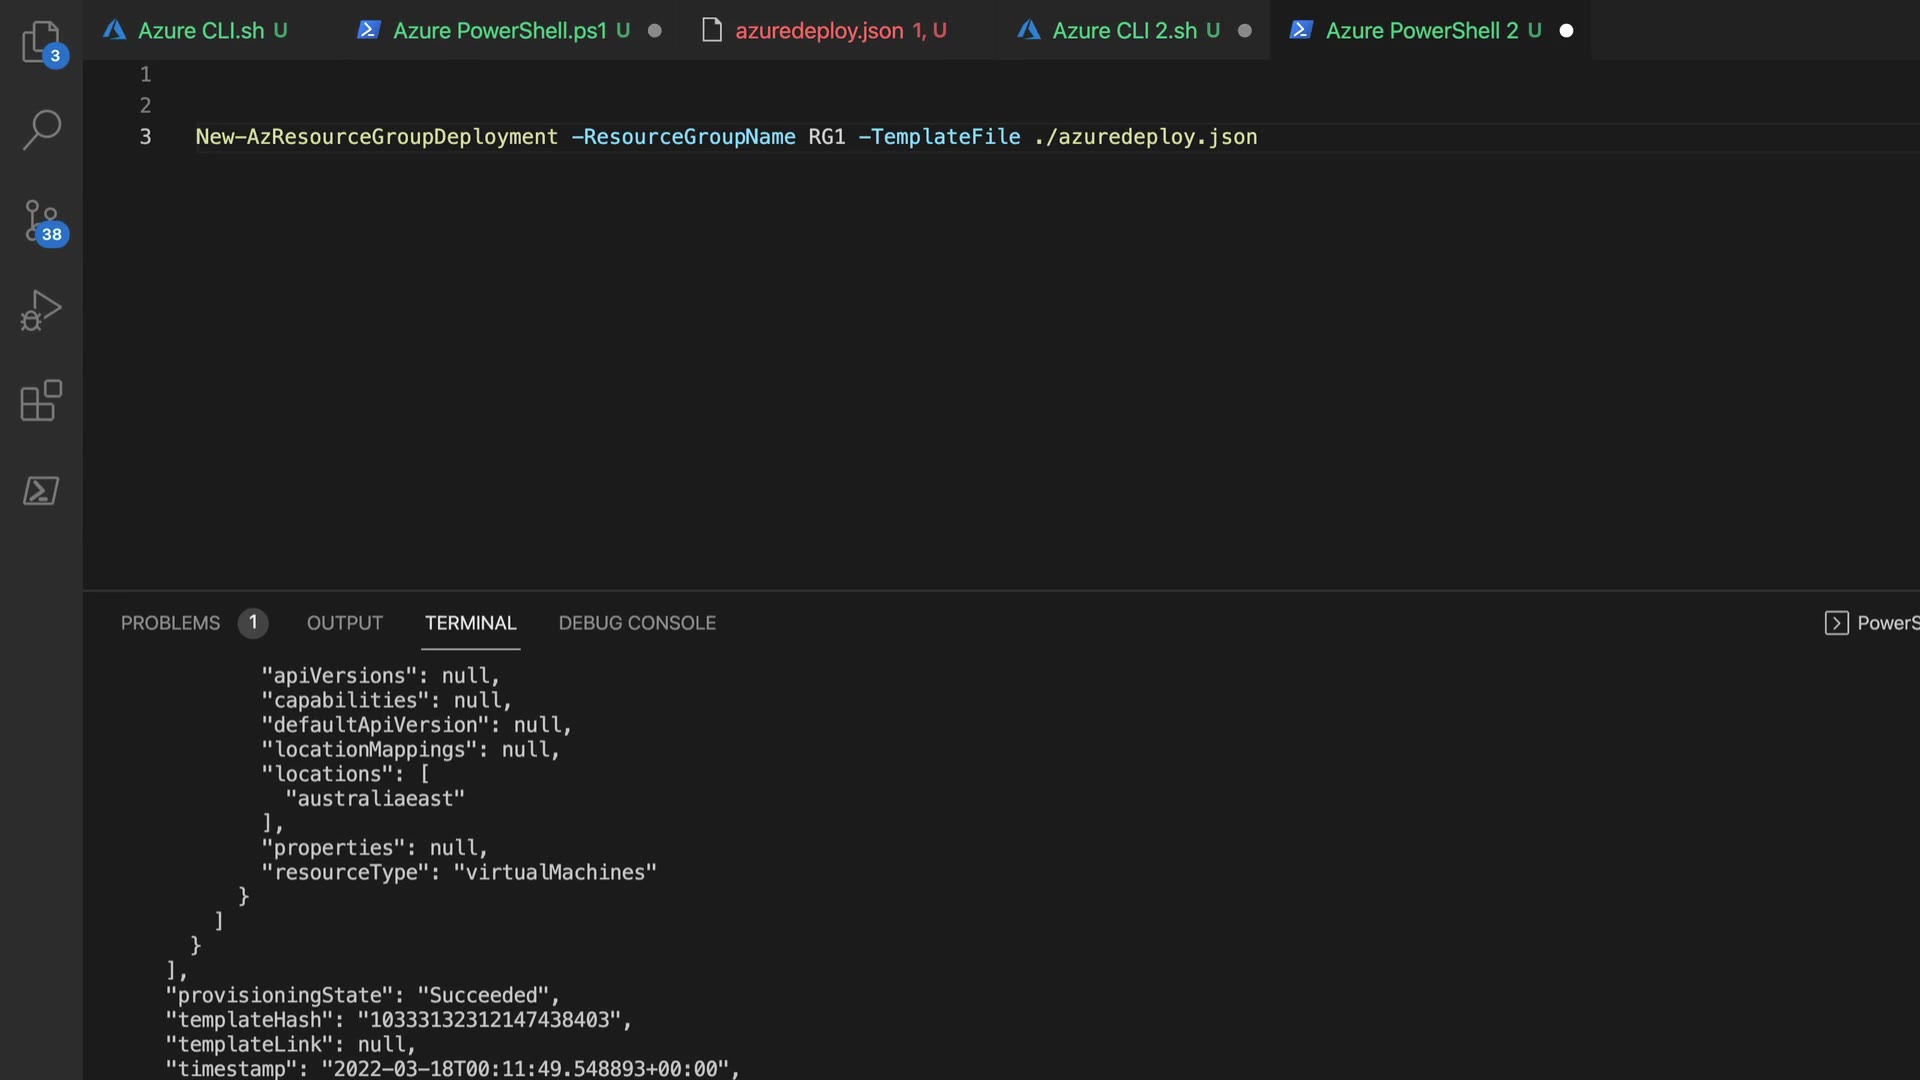 Azure CLI.sh U
Azure PowerShell.ps1 U
azuredeploy.json 1, U
Azure CLI 2.sh U
Azure PowerShell 2 U
3
38
1
2
3 New-AzResourceGroupDeployment -ResourceGroupName RG1 -TemplateFile ./azuredeploy.json
PROBLEMS 1 OUTPUT TERMINAL DEBUG CONSOLE
PowerS
"apiVersions": null,
"capabilities": null,
"defaultApiVersion": null,
"locationMappings": null,
"locations": [
"australiaeast"
],
"properties": null,
"resourceType": "virtualMachines"
}
]
}
],
"provisioningState": "Succeeded",
"templateHash": "10333132312147438403",
"templateLink": null,
"timestamp": "2022-03-18T00:11:49.548893+00:00",